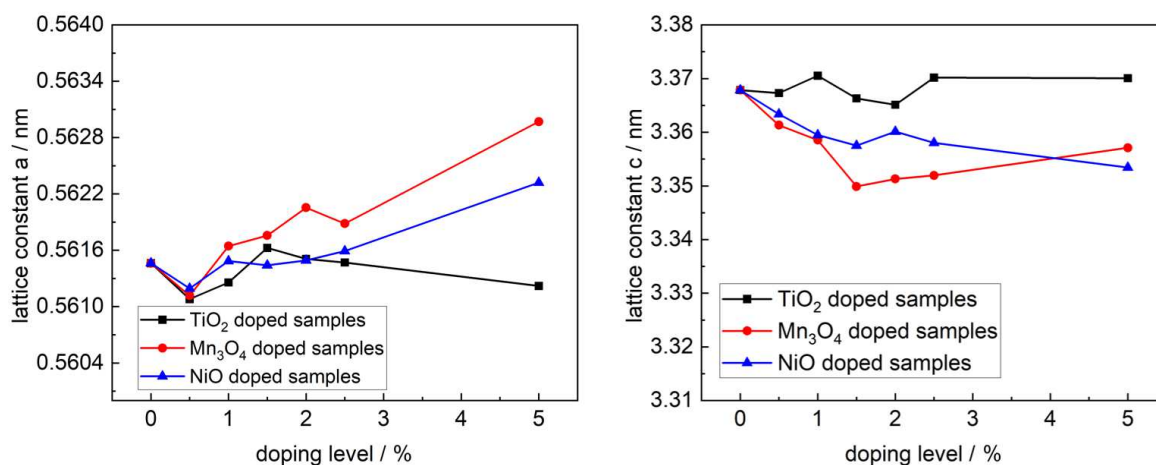 0.5640
0.5634
0.5628
0.5622
0.5616
0.5610
0.5604
lattice constant a / nm
TiO₂ doped samples
Mn₃O₄ doped samples
NiO doped samples
0 1 2 3 4 5
doping level / %
3.38
3.37
3.36
3.35
3.34
3.33
3.32
3.31
lattice constant c / nm
TiO₂ doped samples
Mn₃O₄ doped samples
NiO doped samples
0 1 2 3 4 5
doping level / %